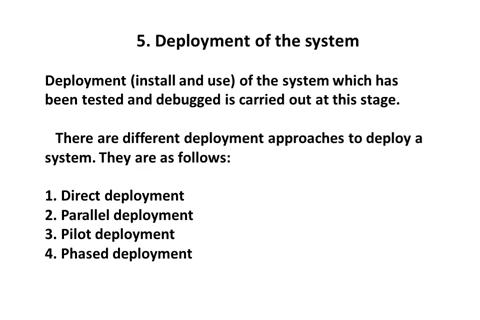 5. Deployment of the system
Deployment (install and use) of the system which has
been tested and debugged is carried out at this stage.
There are different deployment approaches to deploy a
system. They are as follows:
1. Direct deployment
2. Parallel deployment
3. Pilot deployment
4. Phased deployment